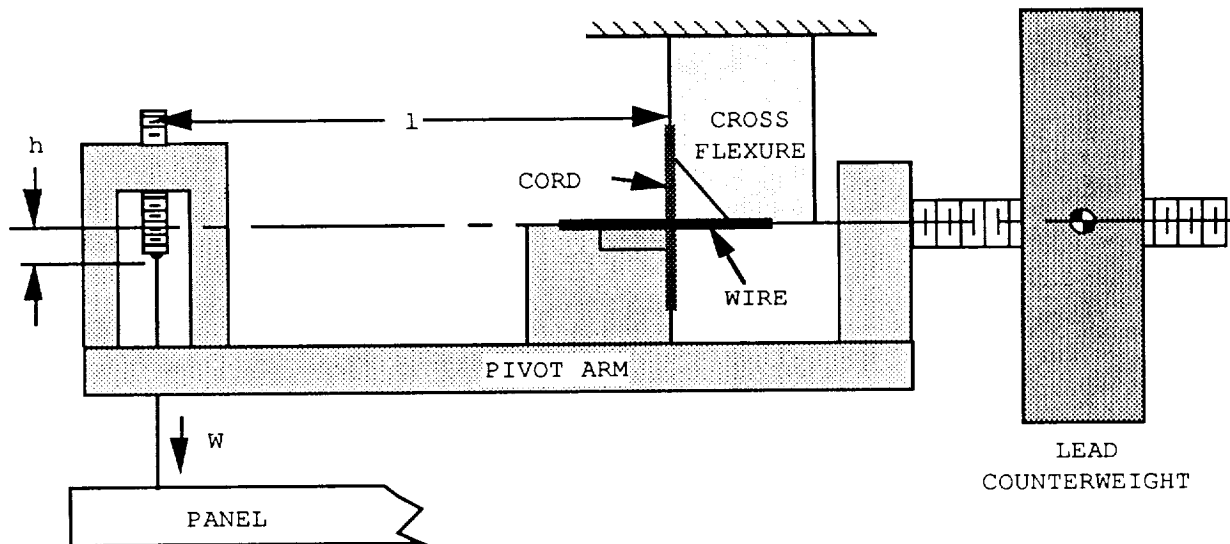 l
h
CROSS
FLEXURE
CORD
WIRE
PIVOT ARM
W
LEAD
COUNTERWEIGHT
PANEL